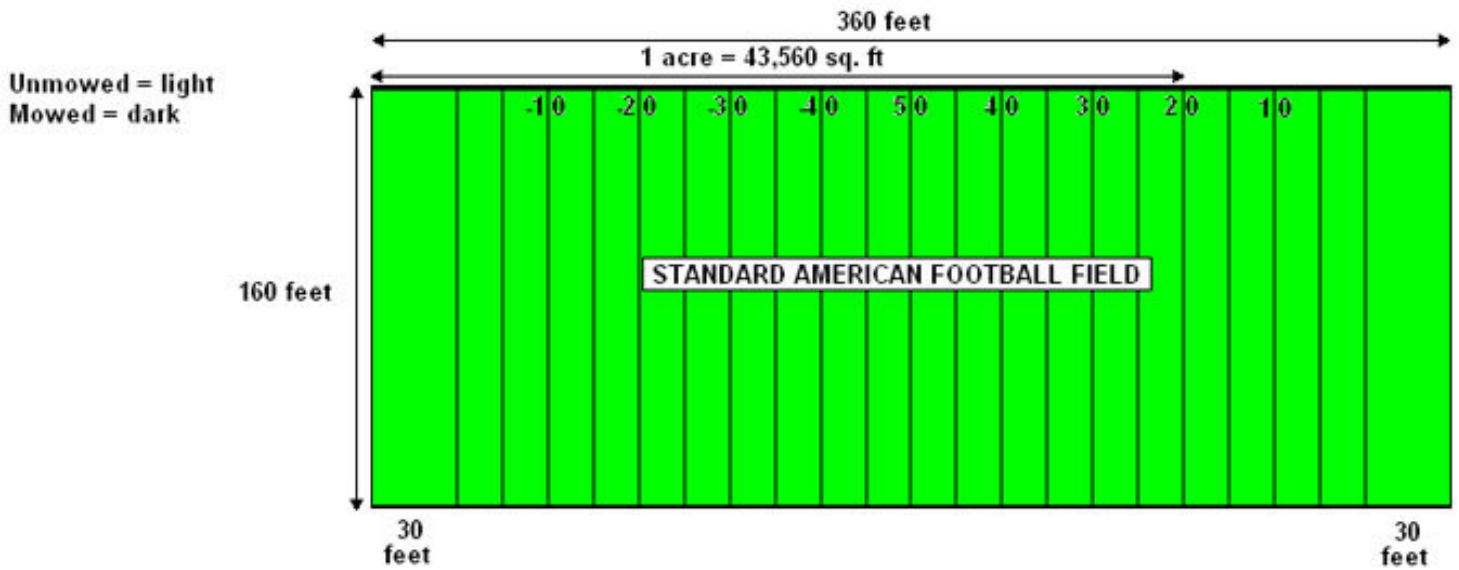 360 feet
1 acre = 43,560 sq. ft
Unmowed = light
Mowed = dark
-10 -20 -30 -40 50 40 30 20 10
STANDARD AMERICAN FOOTBALL FIELD
160 feet
30
feet
30
feet